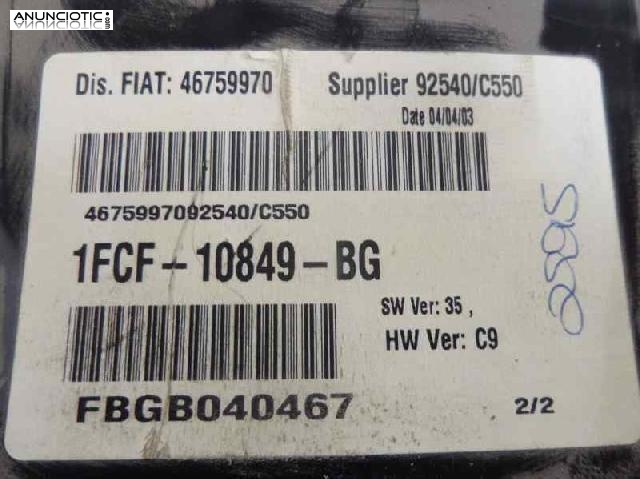 ANUNCIOTIC
.com
Dis. FIAT: 46759970
Supplier 92540/C550
Date 04/04/03
4675997092540/C550
1FCF-10849-BG
SW Ver: 35 ,
HW Ver: C9
FBGB040467
2/2